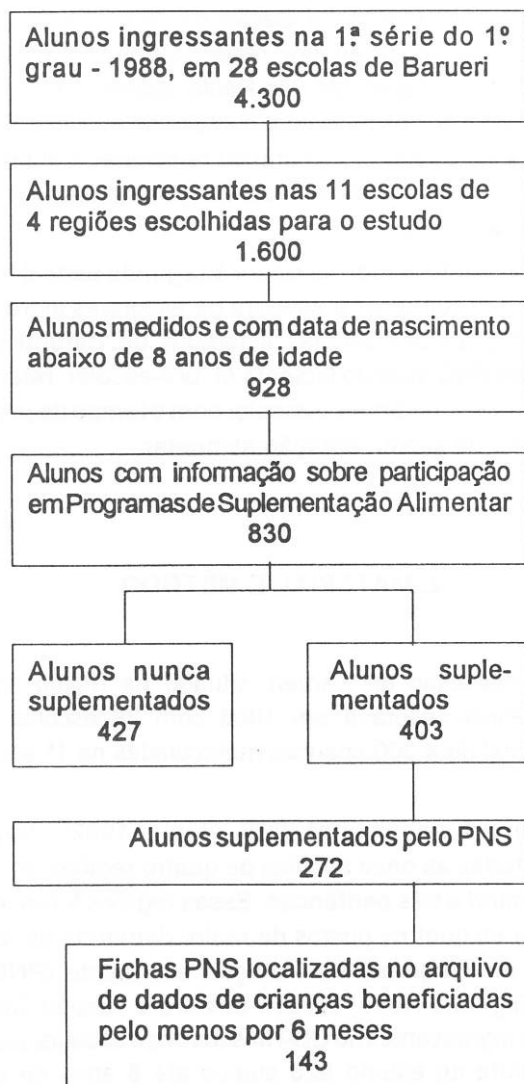 Alunos ingressantes na 1ª série do 1º
grau - 1988, em 28 escolas de Barueri
4.300
Alunos ingressantes nas 11 escolas de
4 regiões escolhidas para o estudo
1.600
Alunos medidos e com data de nascimento
abaixo de 8 anos de idade
928
Alunos com informação sobre participação
em Programas de Suplementação Alimentar
830
Alunos nunca
suplementados
427
Alunos suple-
mentados
403
Alunos suplementados pelo PNS
272
Fichas PNS localizadas no arquivo
de dados de crianças beneficiadas
pelo menos por 6 meses
143